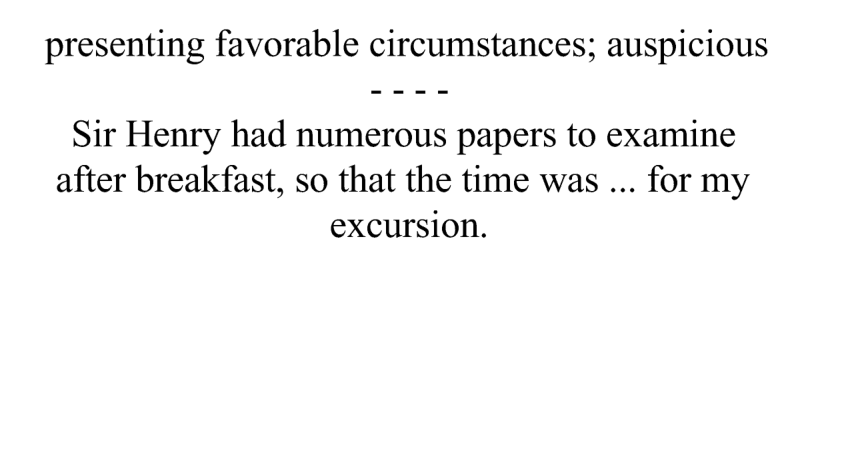 presenting favorable circumstances; auspicious
- - - -
Sir Henry had numerous papers to examine
after breakfast, so that the time was ... for my
excursion.